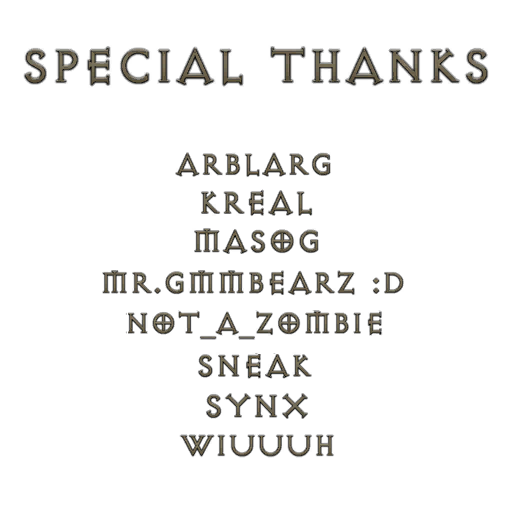 SPECIAL THANKS
ARBLARG
KREAL
MASOG
MR.GMMBEARZ :D
NOT_A_ZOMBIE
SNEAK
SYNX
WIUUUH